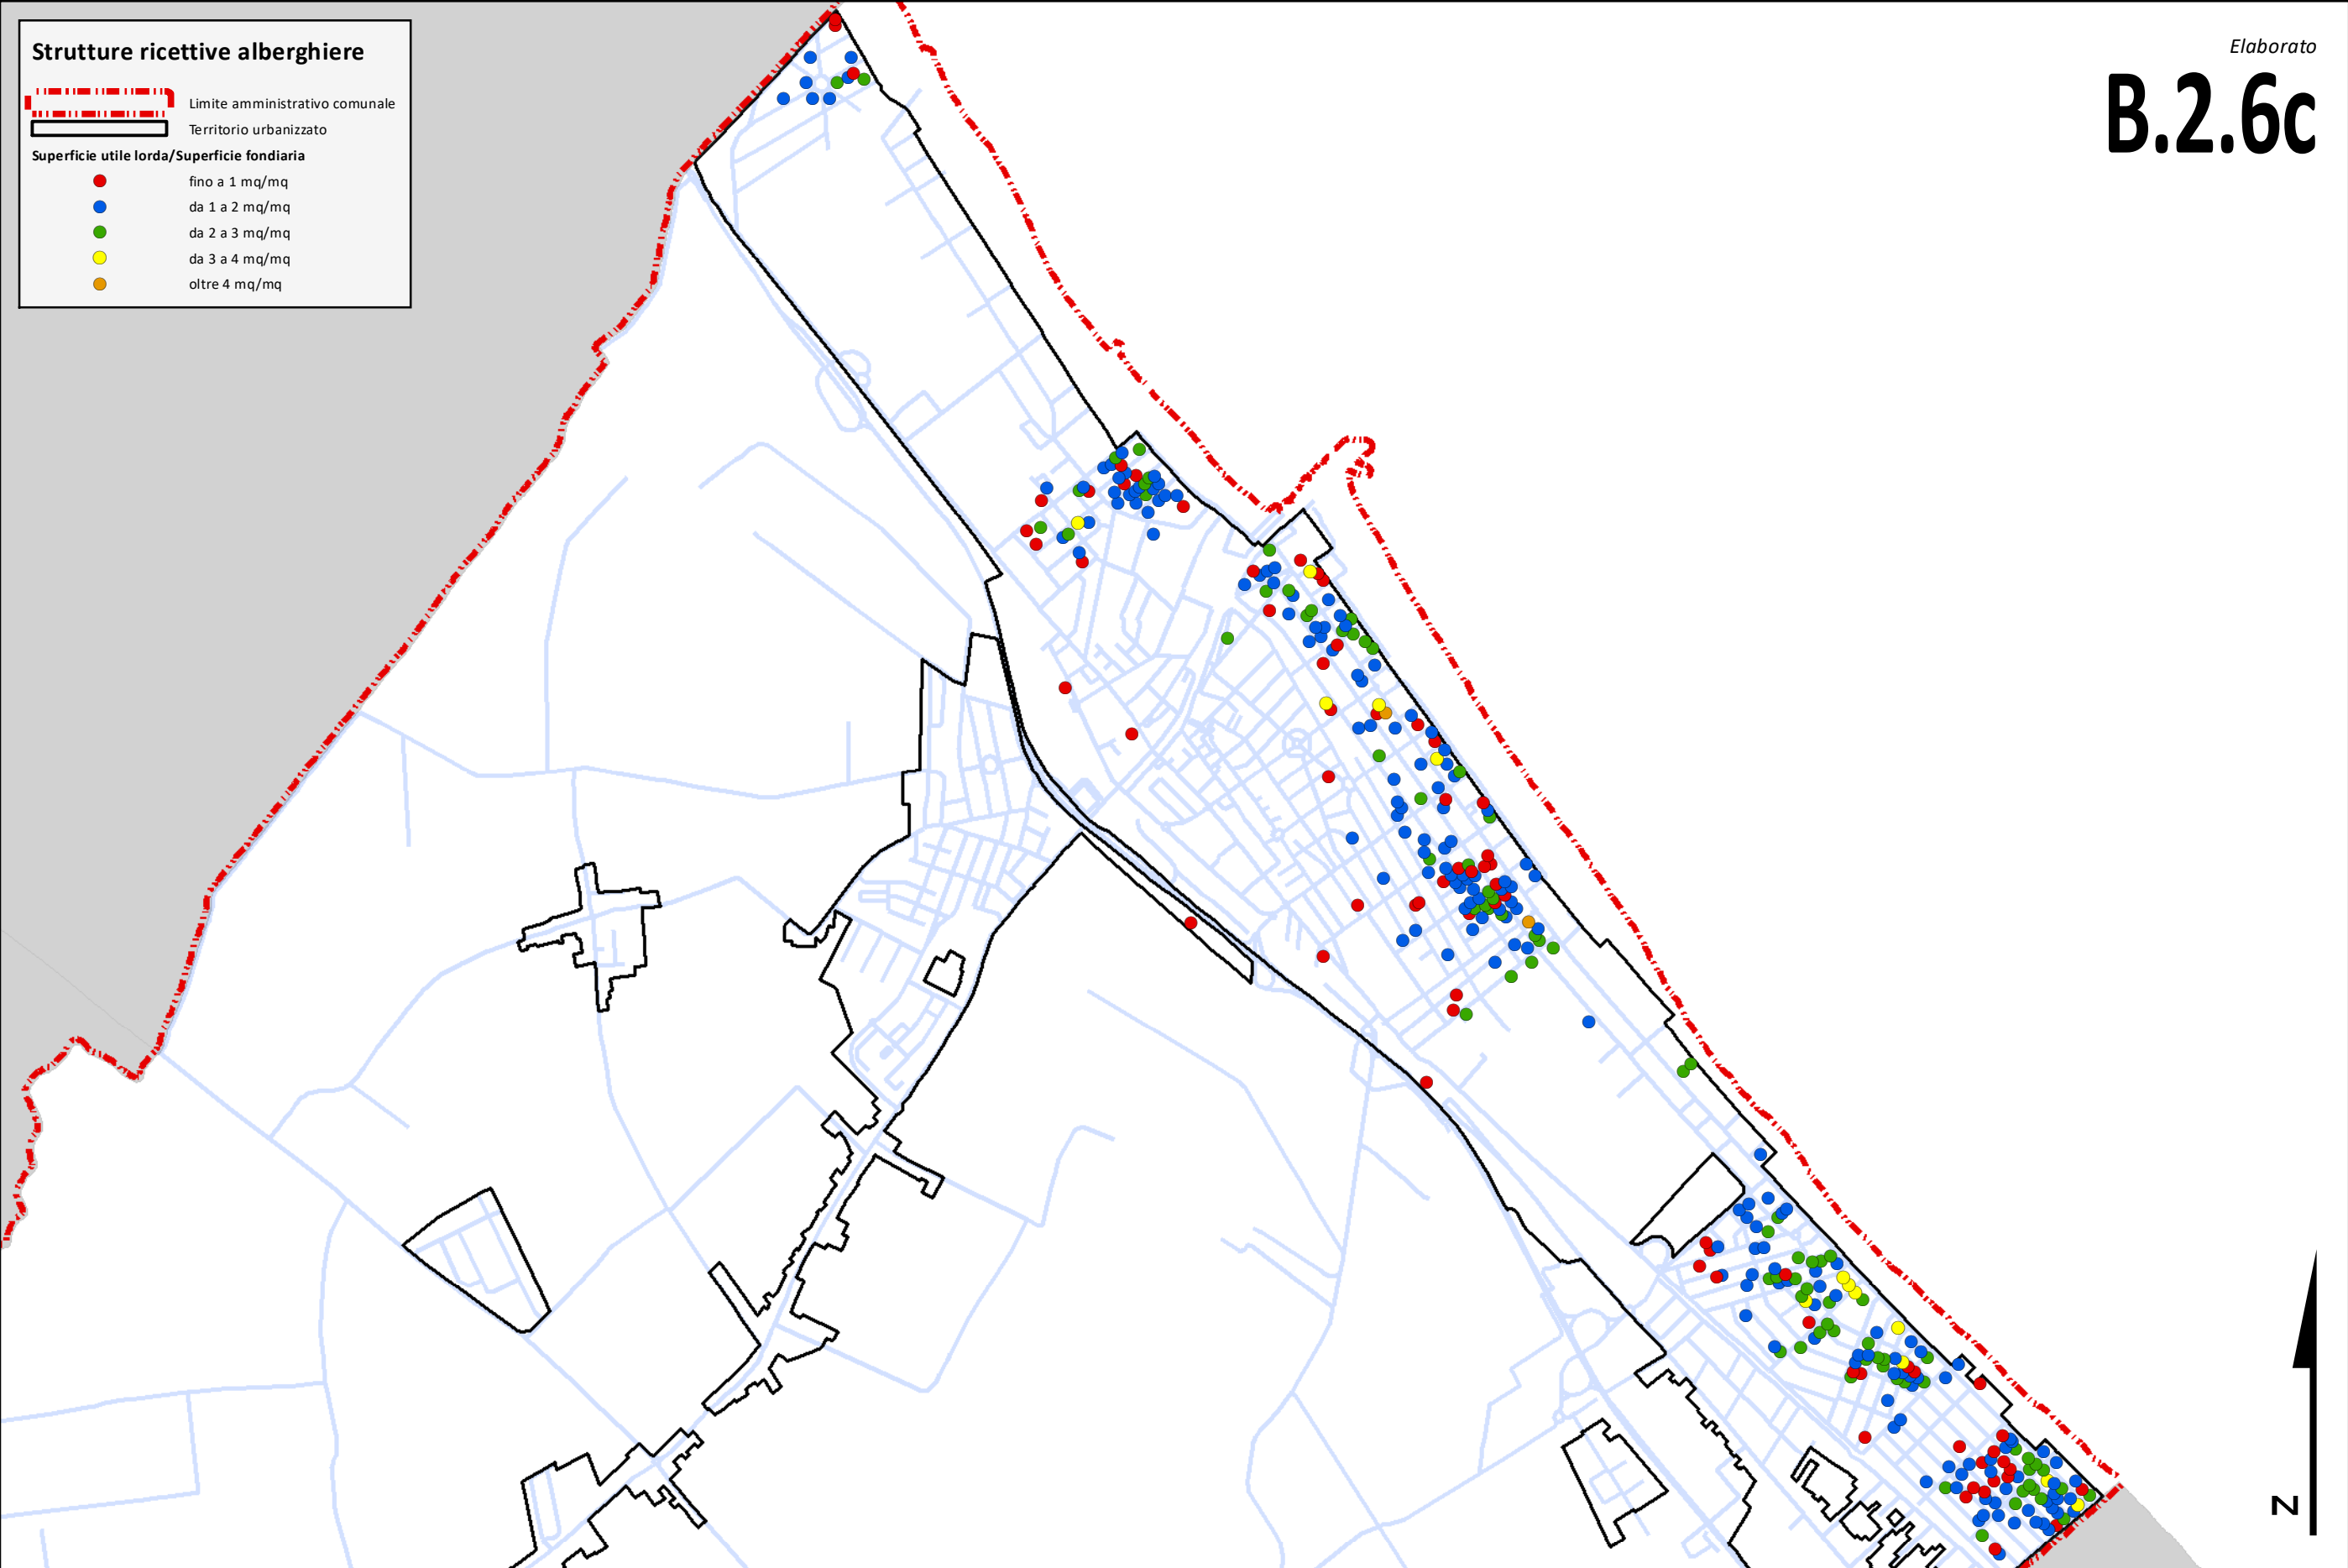 Strutture ricettive alberghiere
Limite amministrativo comunale
Territorio urbanizzato
Superficie utile lorda/Superficie fondiaria
fino a 1 mq/mq
da 1 a 2 mq/mq
da 2 a 3 mq/mq
da 3 a 4 mq/mq
oltre 4 mq/mq
Elaborato
B.2.6c
N